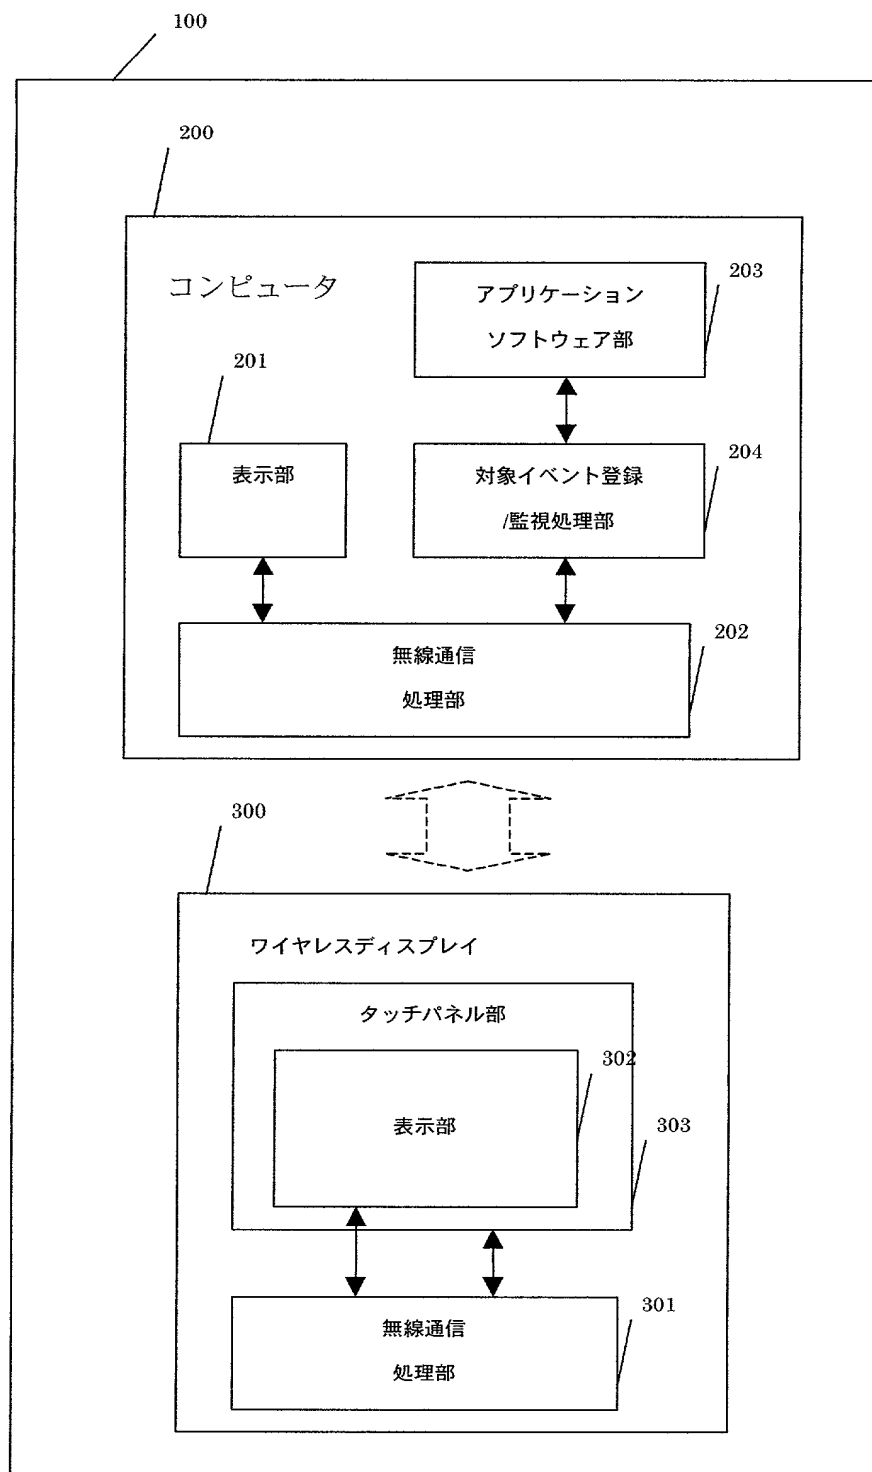 100
200
コンピュータ
アプリケーション
ソフトウェア部
203
201
表示部
対象イベント登録
/監視処理部
204
無線通信
処理部
202
300
ワイヤレスディスプレイ
タッチパネル部
302
表示部
303
無線通信
処理部
301